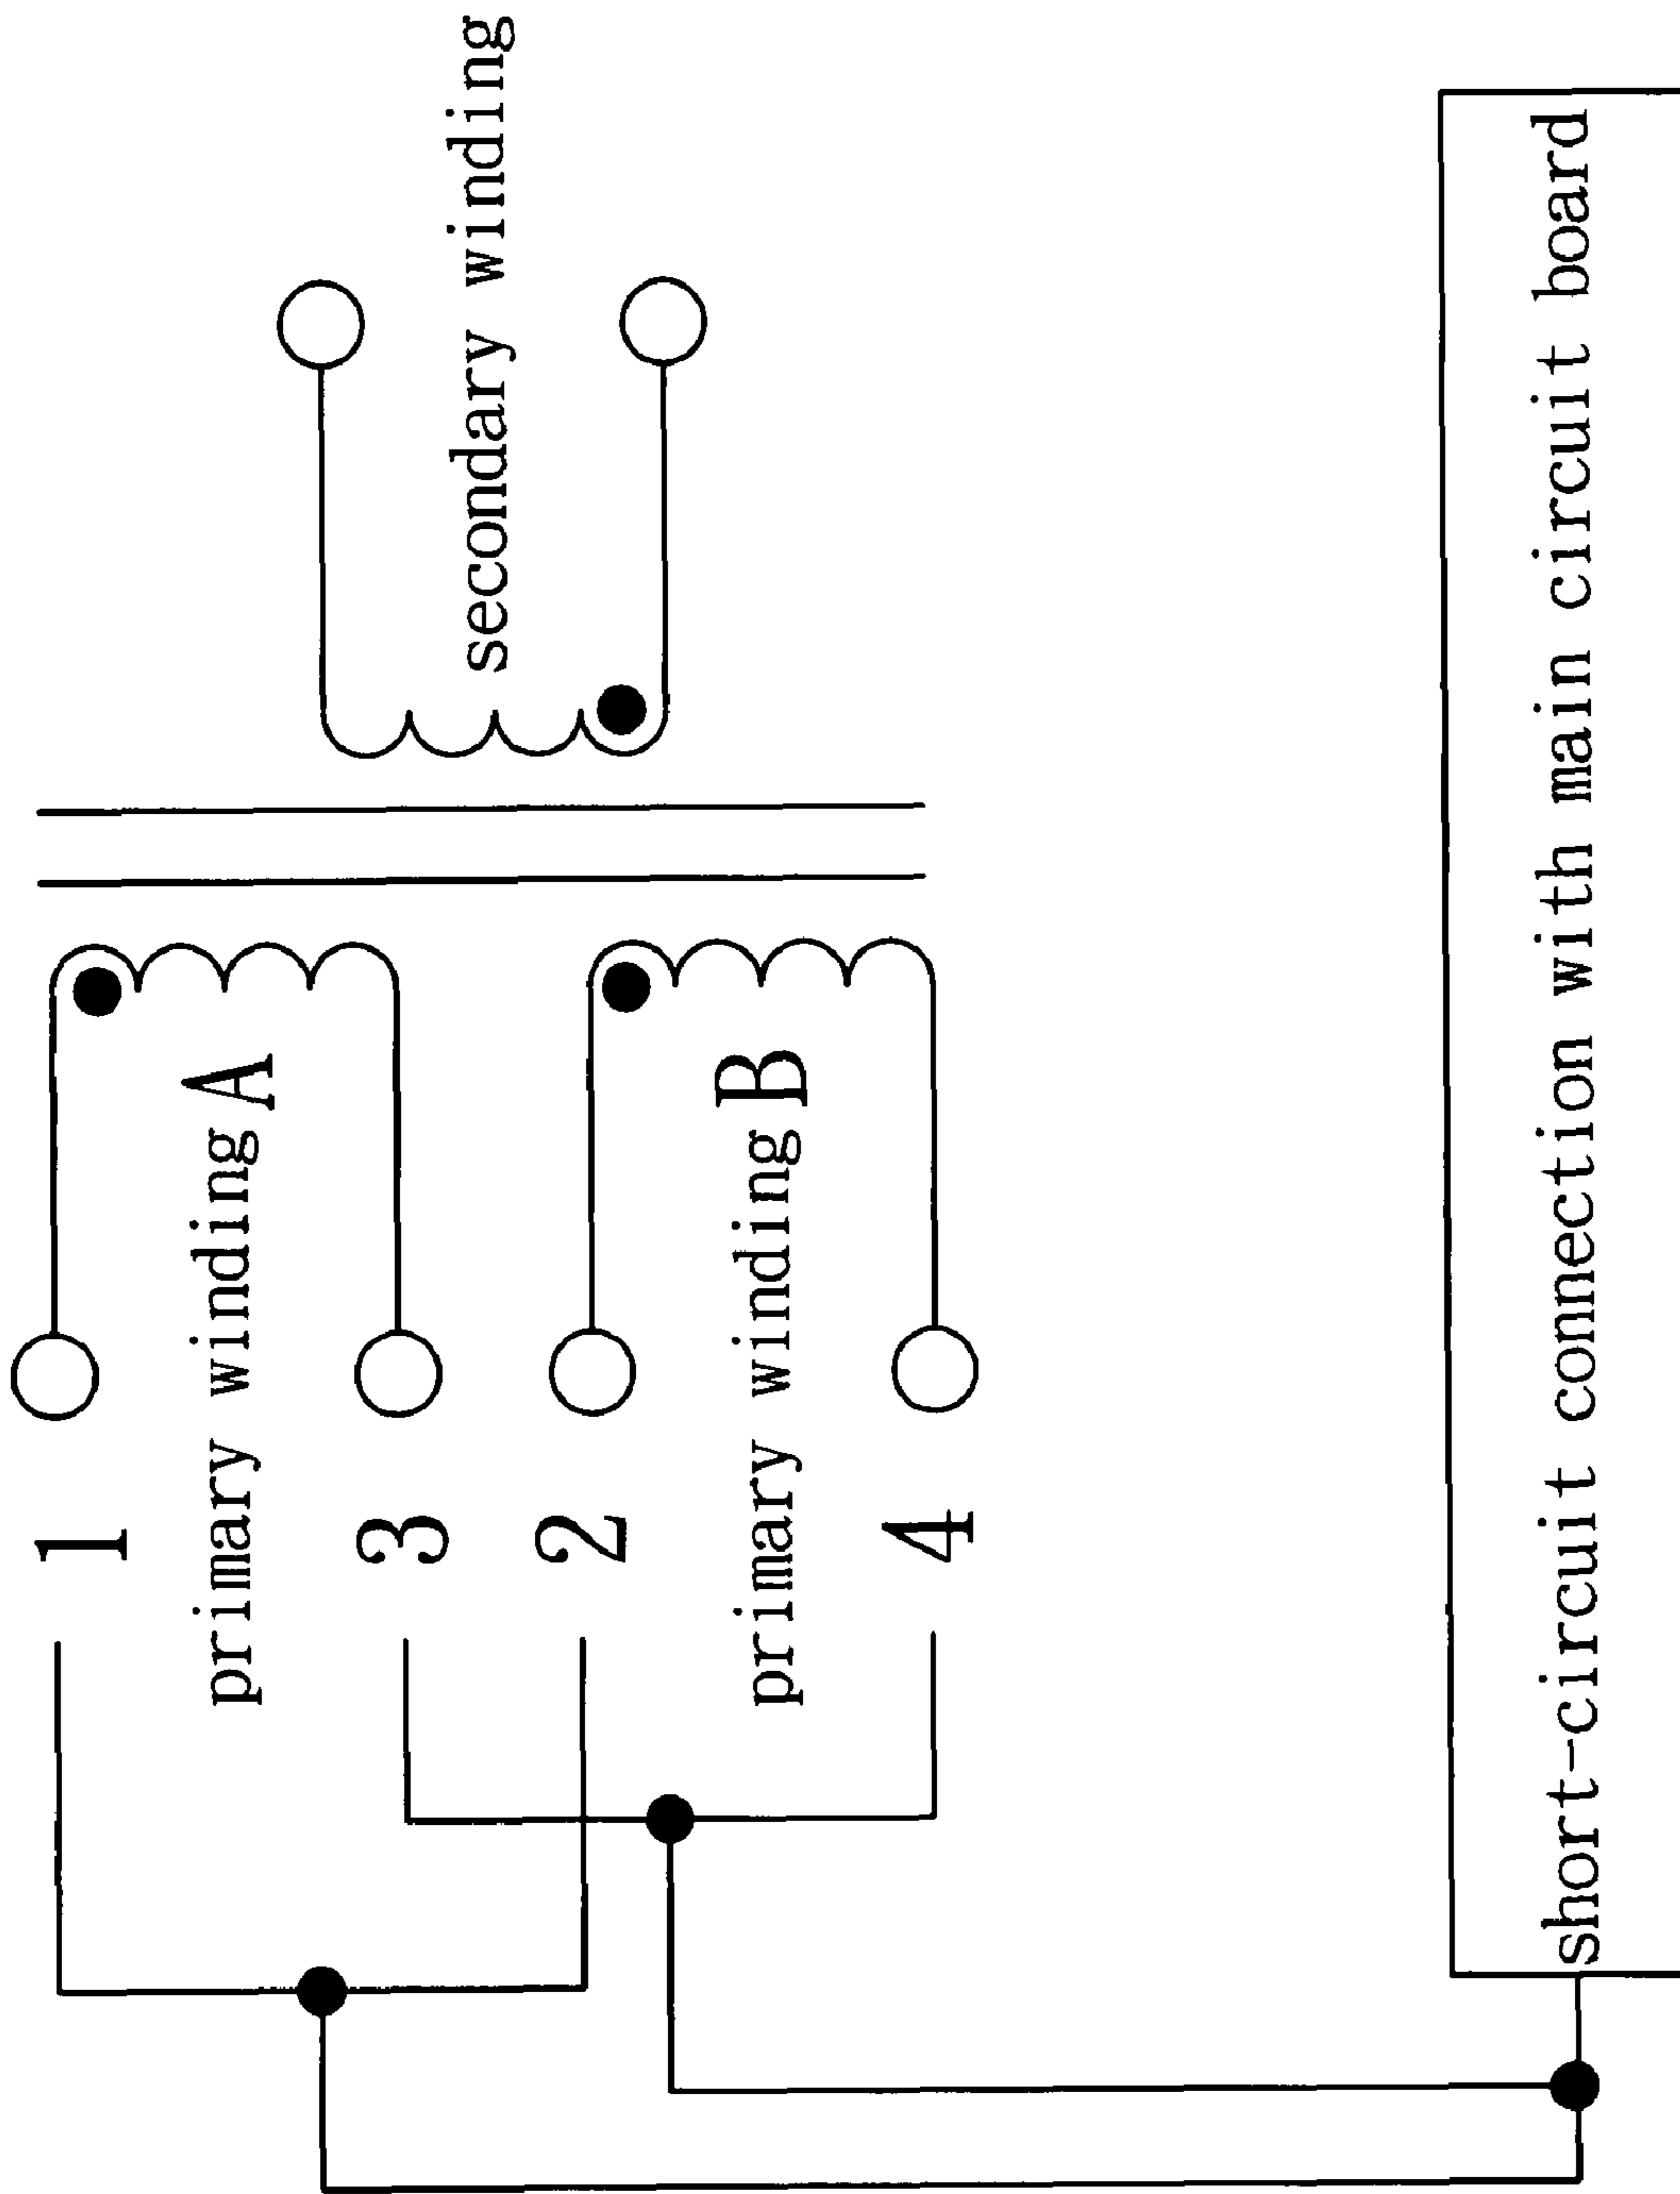 secondary winding
primary winding A
primary winding B
1
3
2
4
short-circuit connection with main circuit board